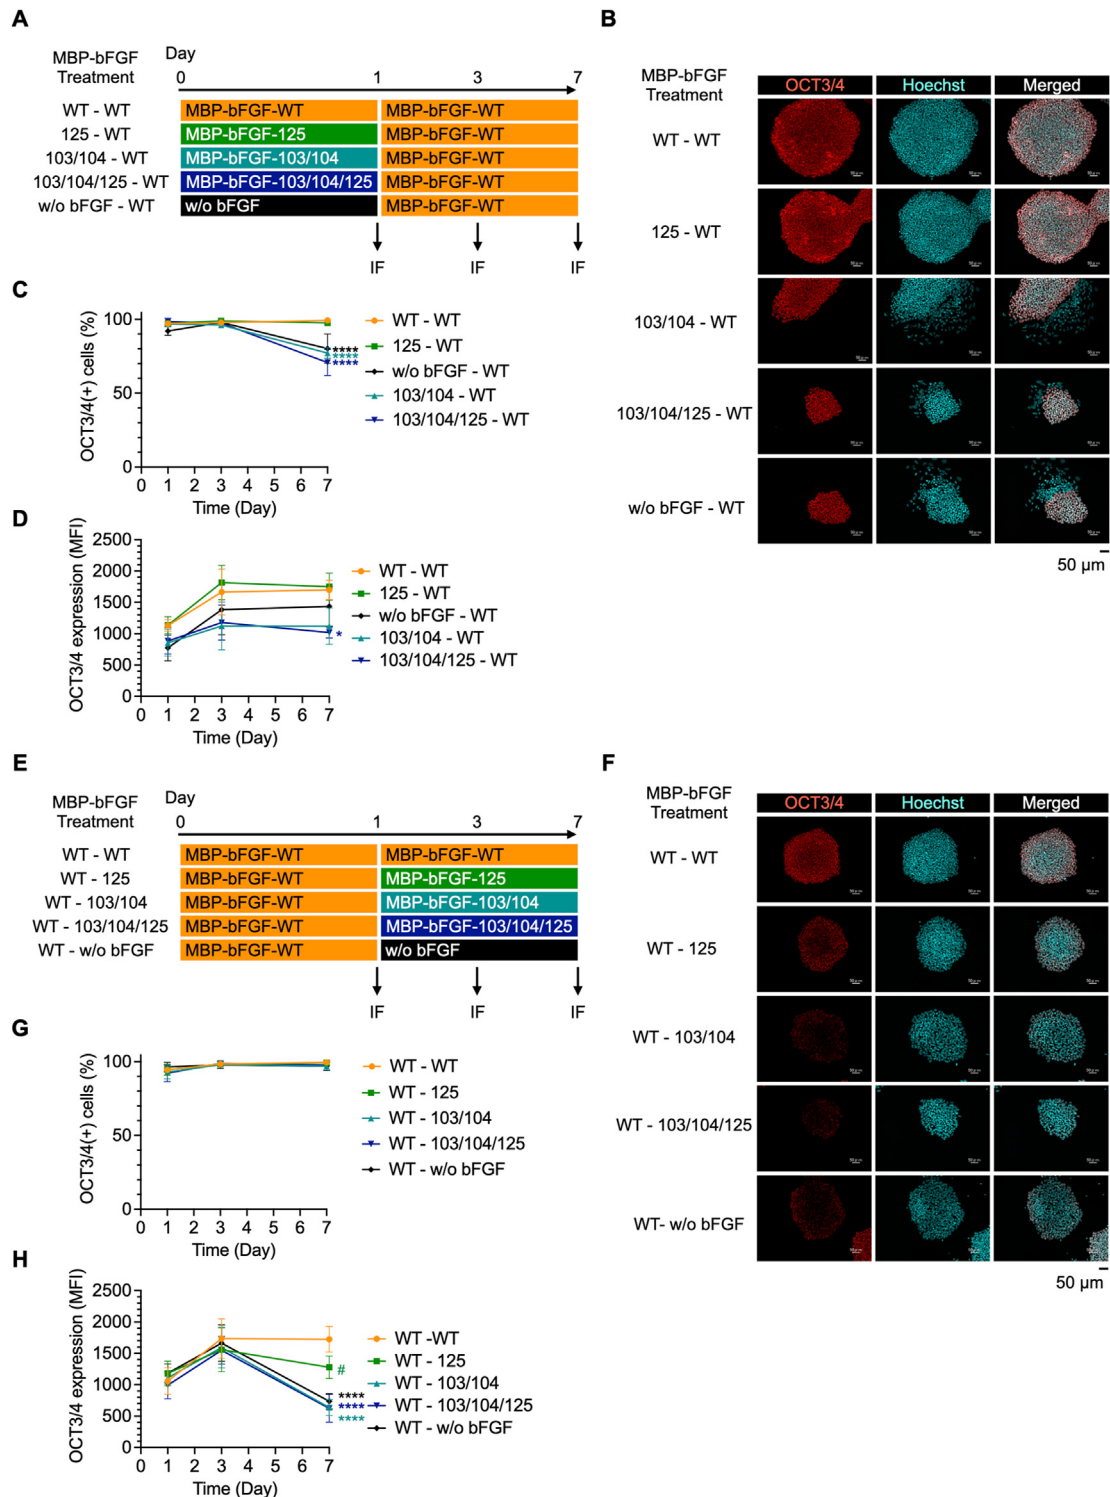 A
MBP-bFGF
Treatment
Day
0 1 3 7
WT - WT MBP-bFGF-WT MBP-bFGF-WT
125 - WT MBP-bFGF-125 MBP-bFGF-WT
103/104 - WT MBP-bFGF-103/104 MBP-bFGF-WT
103/104/125 - WT MBP-bFGF-103/104/125 MBP-bFGF-WT
w/o bFGF - WT w/o bFGF MBP-bFGF-WT
IF IF IF
B
MBP-bFGF
Treatment
OCT3/4 Hoechst Merged
WT - WT
125 - WT
103/104 - WT
103/104/125 - WT
w/o bFGF - WT
50 µm
C
OCT3/4(+) cells (%)
100
50
0
0 1 2 3 4 5 6 7
Time (Day)
WT - WT
125 - WT
w/o bFGF - WT
103/104 - WT
103/104/125 - WT
****
****
****
D
OCT3/4 expression (MFI)
2500
2000
1500
1000
500
0
0 1 2 3 4 5 6 7
Time (Day)
WT - WT
125 - WT
w/o bFGF - WT
103/104 - WT
103/104/125 - WT
*
E
MBP-bFGF
Treatment
Day
0 1 3 7
WT - WT MBP-bFGF-WT MBP-bFGF-WT
WT - 125 MBP-bFGF-WT MBP-bFGF-125
WT - 103/104 MBP-bFGF-WT MBP-bFGF-103/104
WT - 103/104/125 MBP-bFGF-WT MBP-bFGF-103/104/125
WT - w/o bFGF MBP-bFGF-WT w/o bFGF
IF IF IF
F
MBP-bFGF
Treatment
OCT3/4 Hoechst Merged
WT - WT
WT - 125
WT - 103/104
WT - 103/104/125
WT- w/o bFGF
50 µm
G
OCT3/4(+) cells (%)
100
50
0
0 1 2 3 4 5 6 7
Time (Day)
WT - WT
WT - 125
WT - 103/104
WT - 103/104/125
WT - w/o bFGF
H
OCT3/4 expression (MFI)
2500
2000
1500
1000
500
0
0 1 2 3 4 5 6 7
Time (Day)
WT -WT
WT - 125
WT - 103/104
WT - 103/104/125
WT - w/o bFGF
#
****
****
****